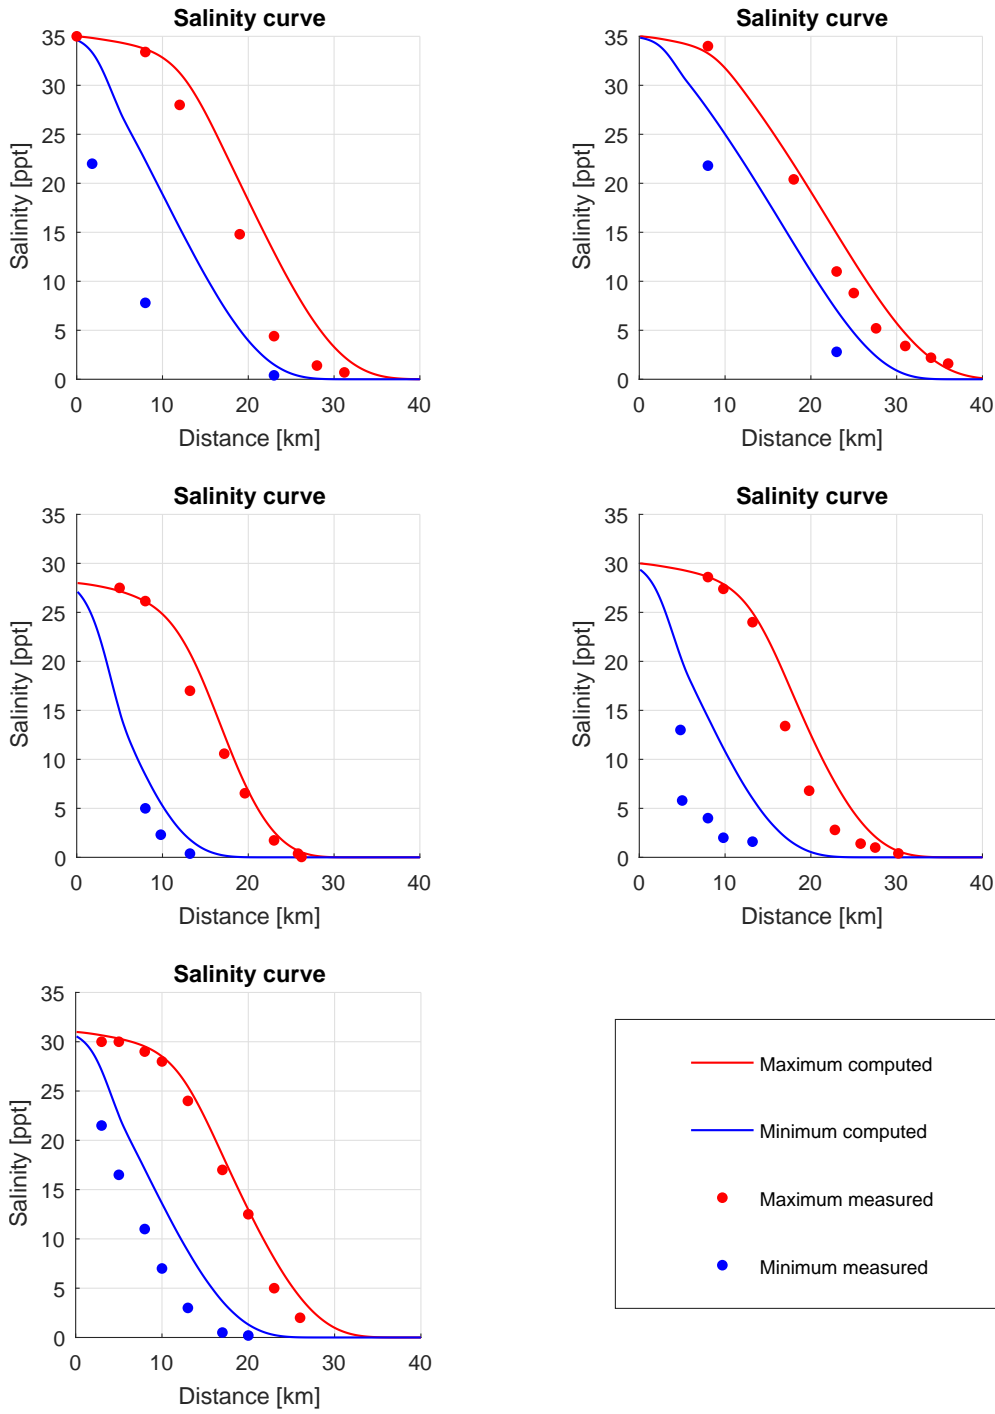 Salinity curve
35
30
25
20
15
10
5
0
Salinity [ppt]
0 10 20 30 40
Distance [km]
Salinity curve
35
30
25
20
15
10
5
0
Salinity [ppt]
0 10 20 30 40
Distance [km]
Salinity curve
35
30
25
20
15
10
5
0
Salinity [ppt]
0 10 20 30 40
Distance [km]
Salinity curve
35
30
25
20
15
10
5
0
Salinity [ppt]
0 10 20 30 40
Distance [km]
Salinity curve
35
30
25
20
15
10
5
0
Salinity [ppt]
0 10 20 30 40
Distance [km]
Maximum computed
Minimum computed
Maximum measured
Minimum measured